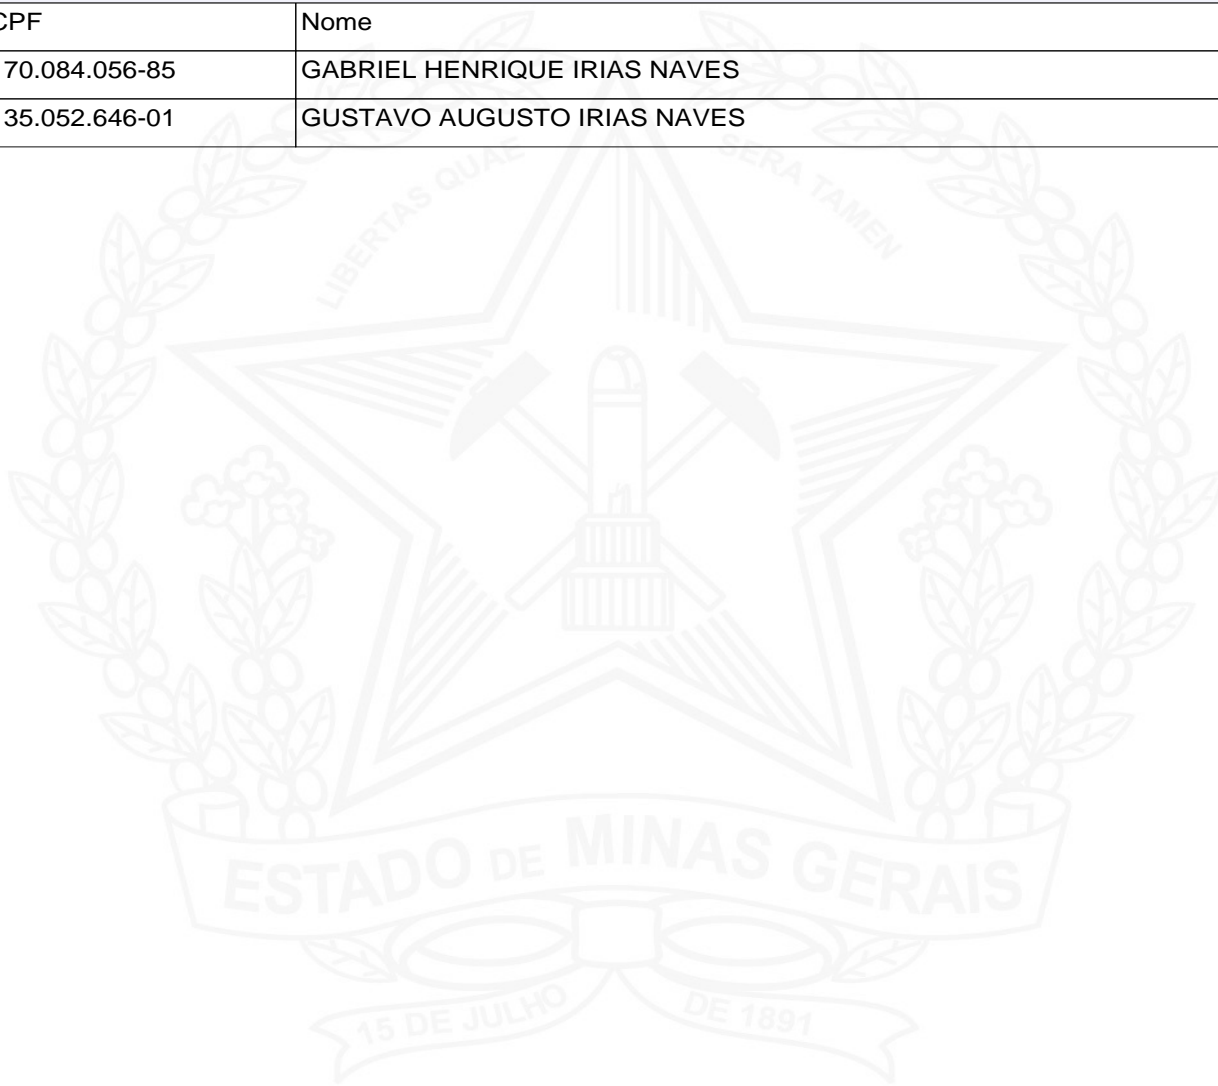 CPF Nome
70.084.056-85 GABRIEL HENRIQUE IRIAS NAVES
35.052.646-01 GUSTAVO AUGUSTO IRIAS NAVES
LIBERTAS QUAE SERA TAMEN
ESTADO DE MINAS GERAIS
15 DE JULHO DE 1891